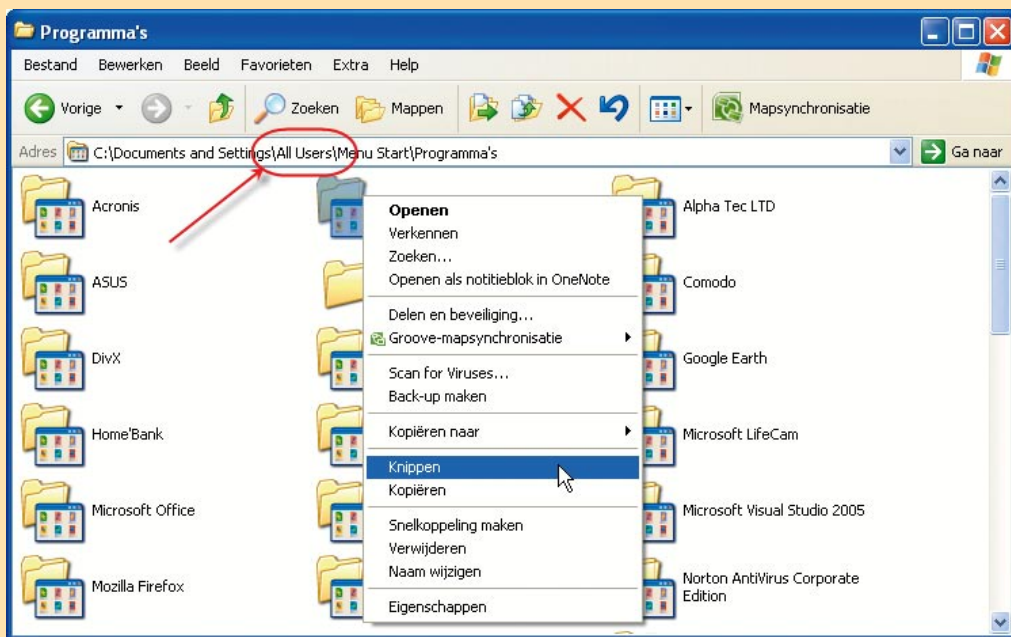 Programma's
Bestand Bewerken Beeld Favorieten Extra Help
Vorige Zoeken Mappen Mapsynchronisatie
Adres C:\Documents and Settings\All Users\Menu Start\Programma's Ga naar
Acronis
ASUS
DivX
Home'Bank
Microsoft Office
Mozilla Firefox
Openen
Verkennen
Zoeken...
Openen als notitieblok in OneNote
Delen en beveiliging...
Groove-mapsynchronisatie
Scan for Viruses...
Back-up maken
Kopiëren naar
Knippen
Kopiëren
Snelkoppeling maken
Verwijderen
Naam wijzigen
Eigenschappen
Alpha Tec LTD
Comodo
Google Earth
Microsoft LifeCam
Microsoft Visual Studio 2005
Norton AntiVirus Corporate
Edition